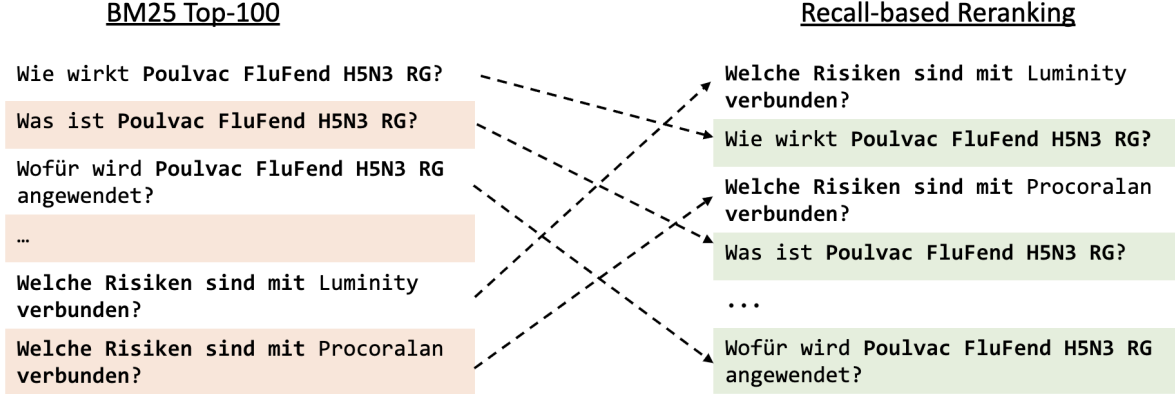 BM25 Top-100
Wie wirkt Poulvac FluFend H5N3 RG?
Was ist Poulvac FluFend H5N3 RG?
Wofür wird Poulvac FluFend H5N3 RG
angewendet?
…
Welche Risiken sind mit Luminity
verbunden?
Welche Risiken sind mit Procoralan
verbunden?
Recall-based Reranking
Welche Risiken sind mit Luminity
verbunden?
Wie wirkt Poulvac FluFend H5N3 RG?
Welche Risiken sind mit Procoralan
verbunden?
Was ist Poulvac FluFend H5N3 RG?
...
Wofür wird Poulvac FluFend H5N3 RG
angewendet?